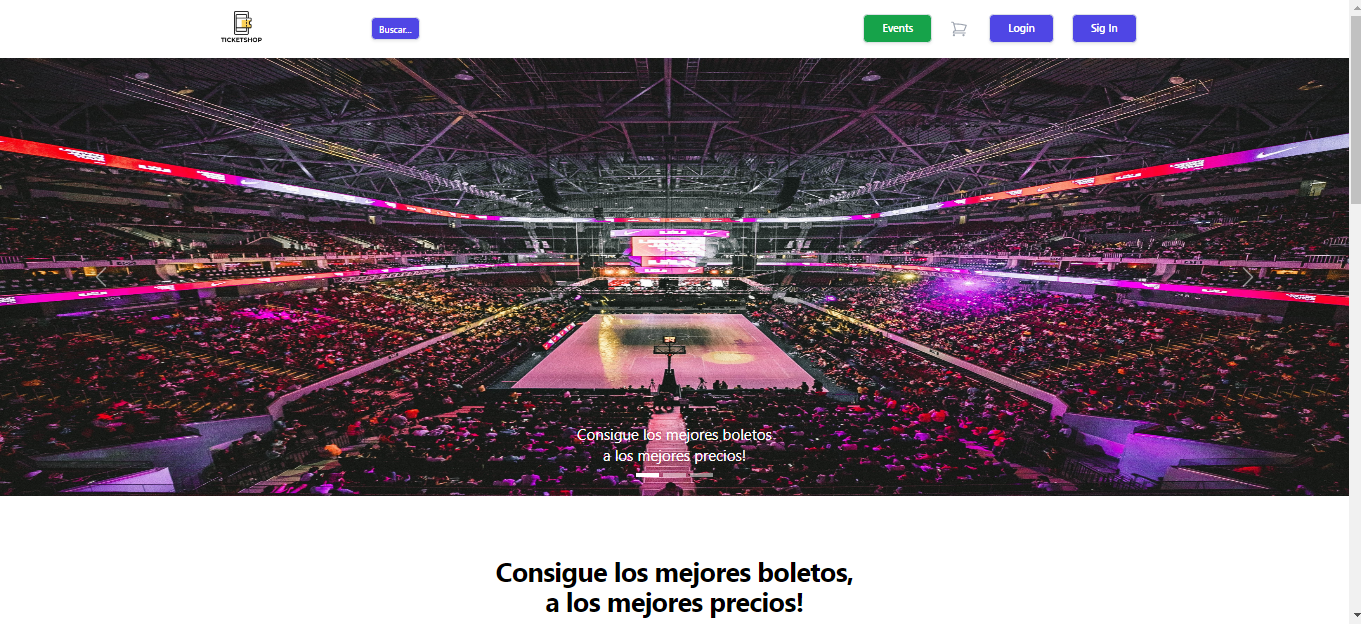 TICKETSHOP
Buscar...
Events
Login
Sig In
Consigue los mejores boletos
a los mejores precios!
Consigue los mejores boletos,
a los mejores precios!